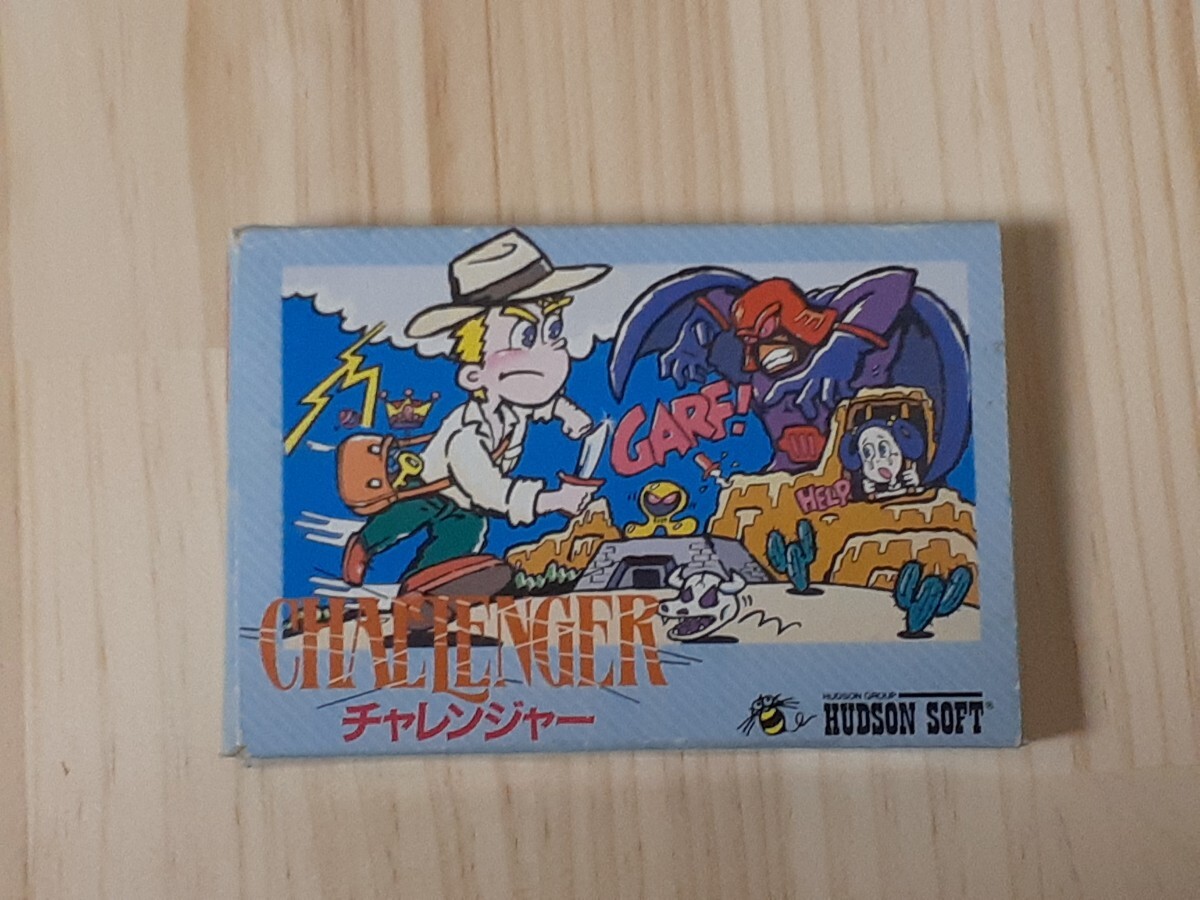 GARF!
HELP
CHALLENGER
チャレンジャー
HUDSON GROUP
HUDSON SOFT®